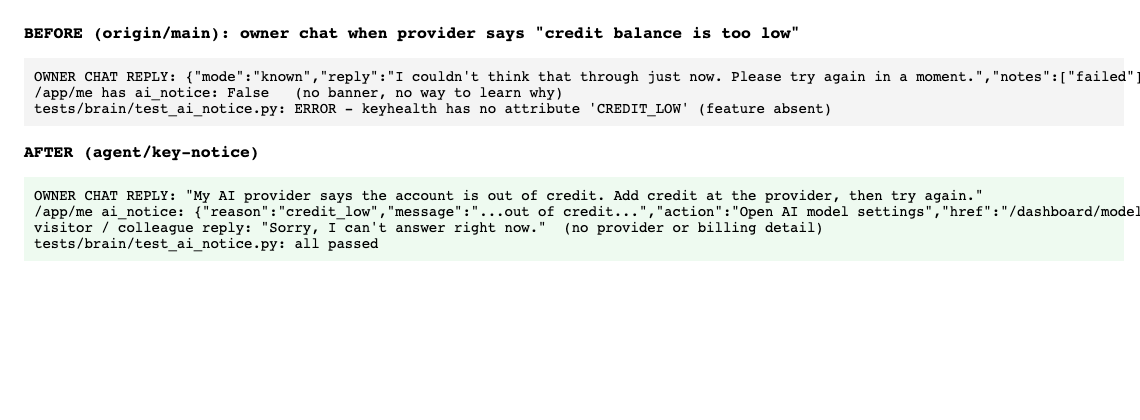 BEFORE (origin/main): owner chat when provider says "credit balance is too low"
OWNER CHAT REPLY: {"mode":"known","reply":"I couldn't think that through just now. Please try again in a moment.","notes":["failed"]
/app/me has ai_notice: False   (no banner, no way to learn why)
tests/brain/test_ai_notice.py: ERROR - keyhealth has no attribute 'CREDIT_LOW' (feature absent)
AFTER (agent/key-notice)
OWNER CHAT REPLY: "My AI provider says the account is out of credit. Add credit at the provider, then try again."
/app/me ai_notice: {"reason":"credit_low","message":"...out of credit...","action":"Open AI model settings","href":"/dashboard/model
visitor / colleague reply: "Sorry, I can't answer right now."  (no provider or billing detail)
tests/brain/test_ai_notice.py: all passed